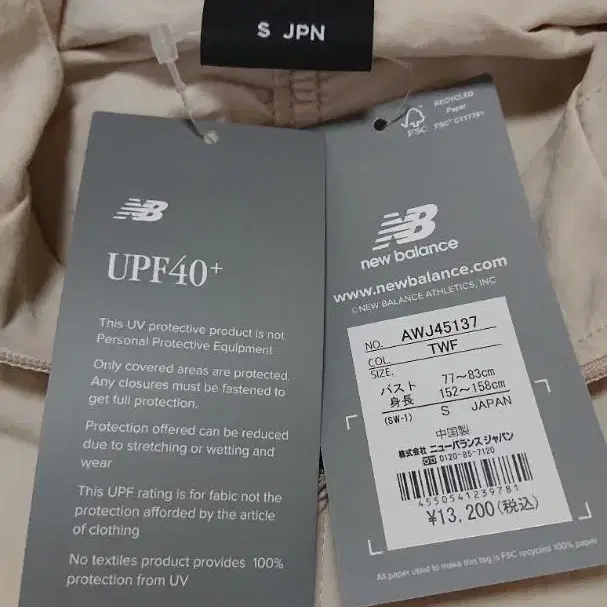 S JPN
NB
UPF40+
This UV protective product is not
Personal Protective Equipment
Only covered areas are protected.
Any closures must be fastened to
get full protection.
Protection offered can be reduced
due to stretching or wetting and
wear
This UPF rating is for fabic not the
protection afforded by the article
of clothing
No textiles product provides 100%
protection from UV
RECYCLED
Paper
FSC
FSC® C117791
NB
new balance
www.newbalance.com
©NEW BALANCE ATHLETICS, INC
NO. AWJ45137
COL. TWF
SIZE.
バスト 77～83cm
身長 152～158cm
(SW-1) S JAPAN
中国製
株式会社 ニューバランス ジャパン
0120-85-7120
4550541239781
¥13,200(税込)
All paper used to make this tag is FSC recycled 100% paper